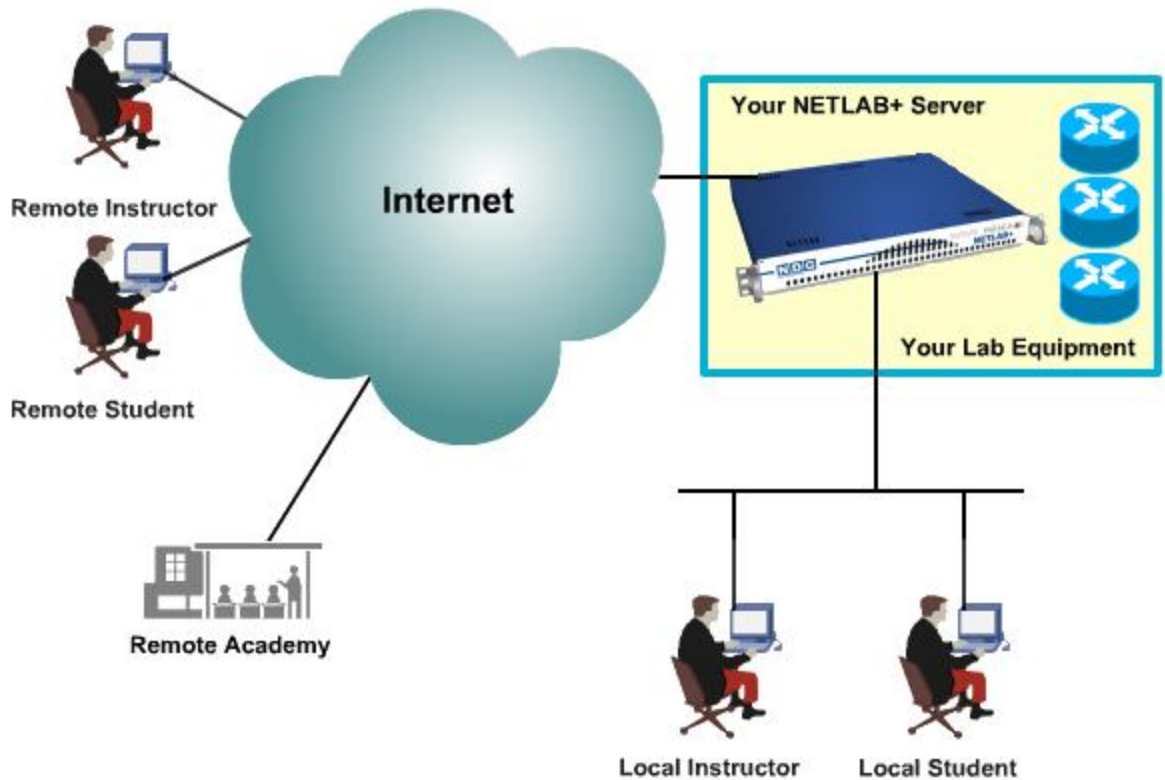 Remote Instructor
Remote Student
Internet
Your NETLAB+ Server
NDG
NETLAB+
Your Lab Equipment
Remote Academy
Local Instructor
Local Student